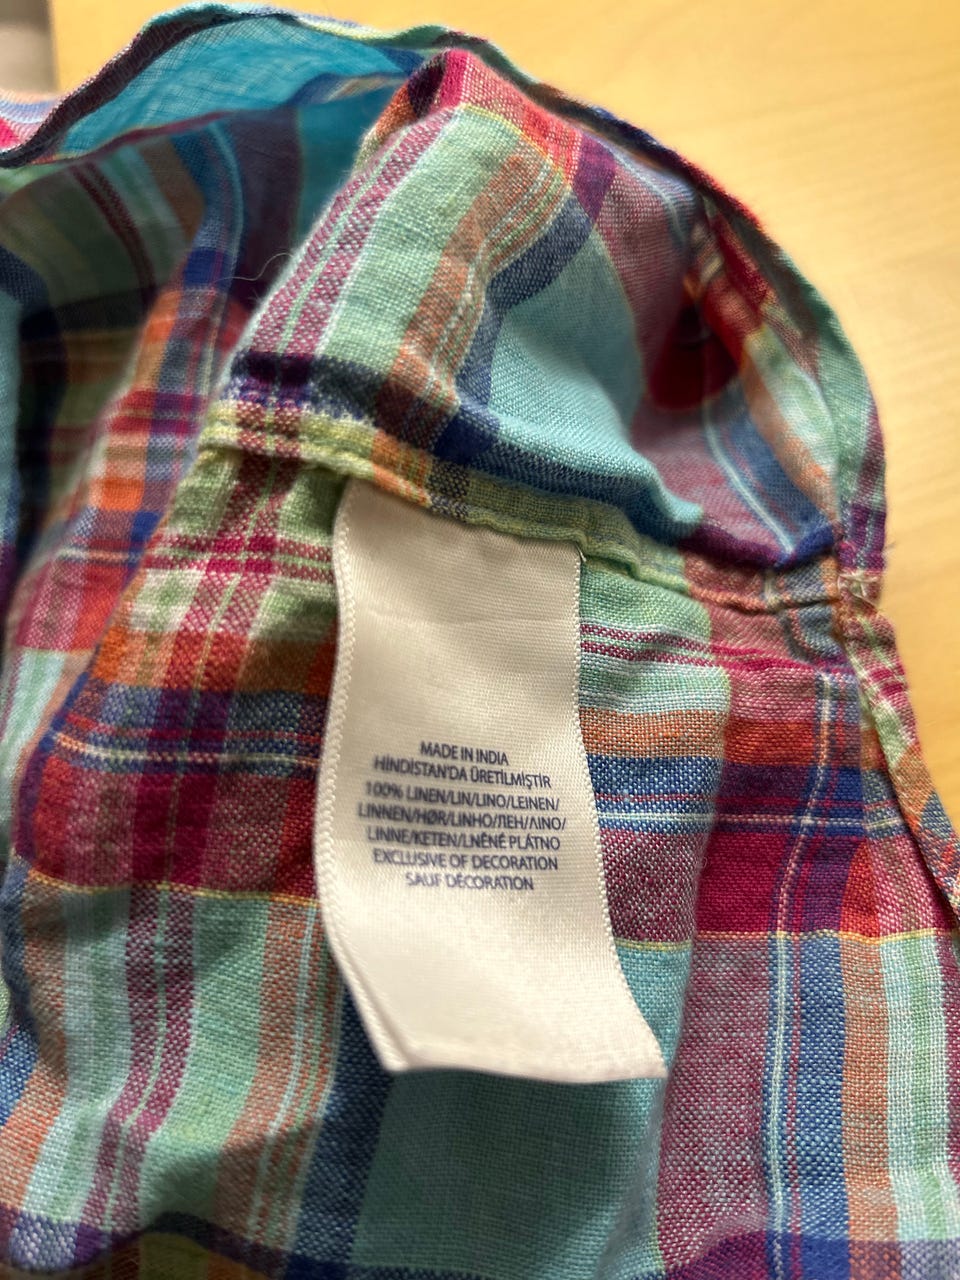 MADE IN INDIA
HİNDİSTAN'DA ÜRETİLMİŞTİR
100% LINEN/LIN/LINO/LEINEN/
LINNEN/HØR/LINHO/ЛЕН/ΛΙΝΟ/
LINNE/KETEN/LNĚNÉ PLÁTNO
EXCLUSIVE OF DECORATION
SAUF DÉCORATION